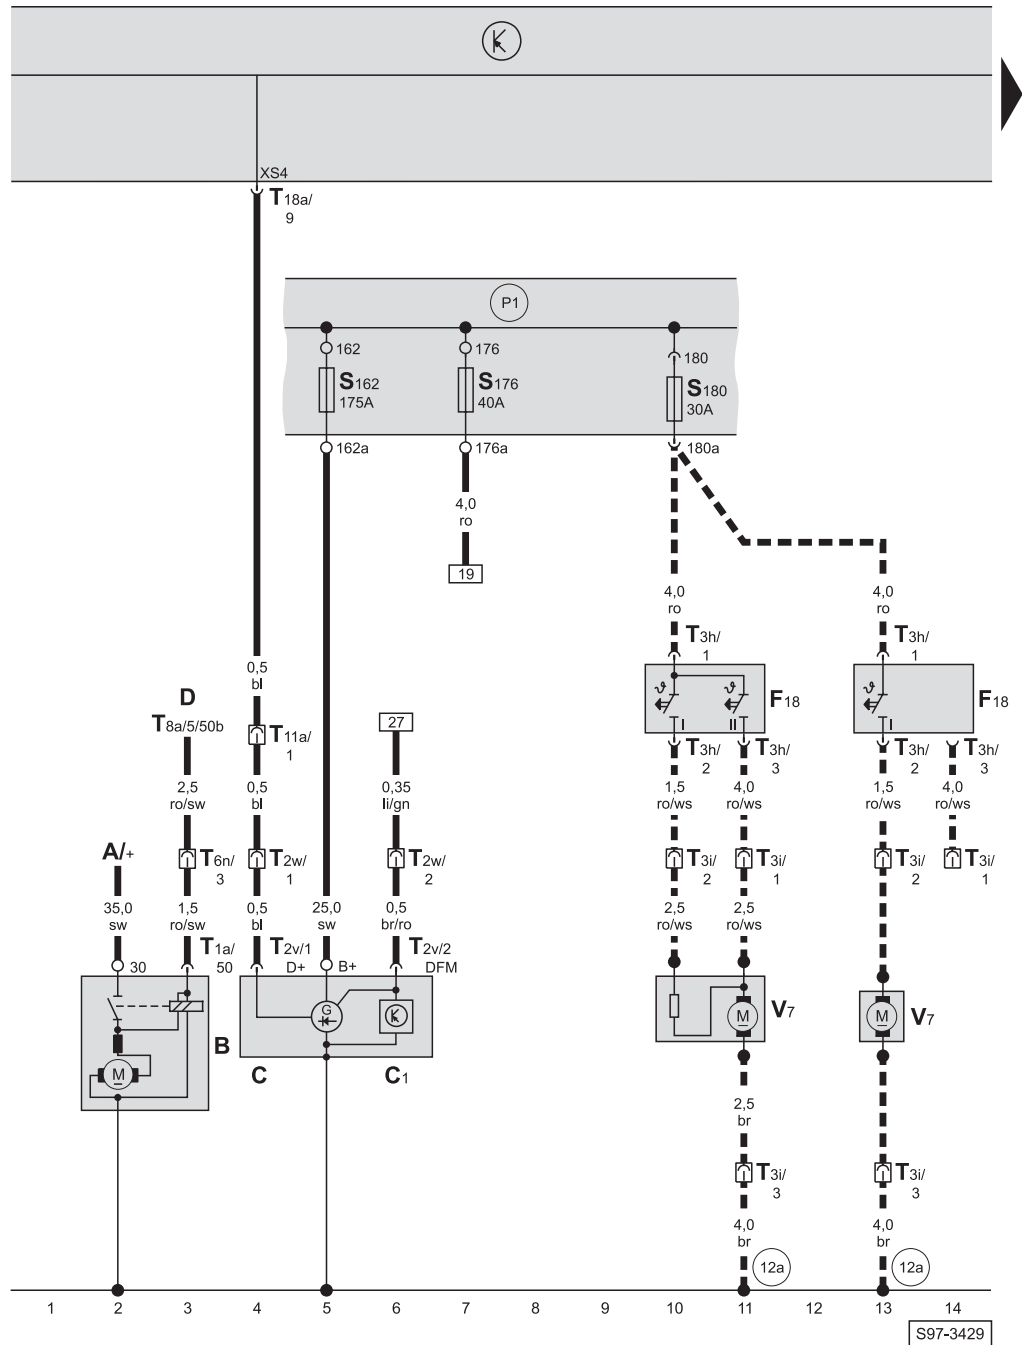 XS4
T18a/
9
P1
162
176
180
S162
175A
S176
40A
S180
30A
162a
176a
180a
4,0
ro
19
4,0
ro
4,0
ro
T3h/
1
T3h/
1
0,5
bl
D
T8a/5/50b
T11a/
1
27
ϑ
ϑ
I
II
F18
ϑ
I
F18
T3h/
2
T3h/
3
T3h/
2
T3h/
3
2,5
ro/sw
0,5
bl
0,35
li/gn
1,5
ro/ws
4,0
ro/ws
1,5
ro/ws
4,0
ro/ws
A/+
T6n/
3
T2w/
1
T2w/
2
T3i/
2
T3i/
1
T3i/
2
T3i/
1
35,0
sw
1,5
ro/sw
0,5
bl
25,0
sw
0,5
br/ro
2,5
ro/ws
2,5
ro/ws
30
T1a/
50
T2v/1
D+
B+
T2v/2
DFM
G
M
V7
M
V7
B
M
C
C1
2,5
br
T3i/
3
T3i/
3
4,0
br
4,0
br
12a
12a
1 2 3 4 5 6 7 8 9 10 11 12 13 14
S97-3429